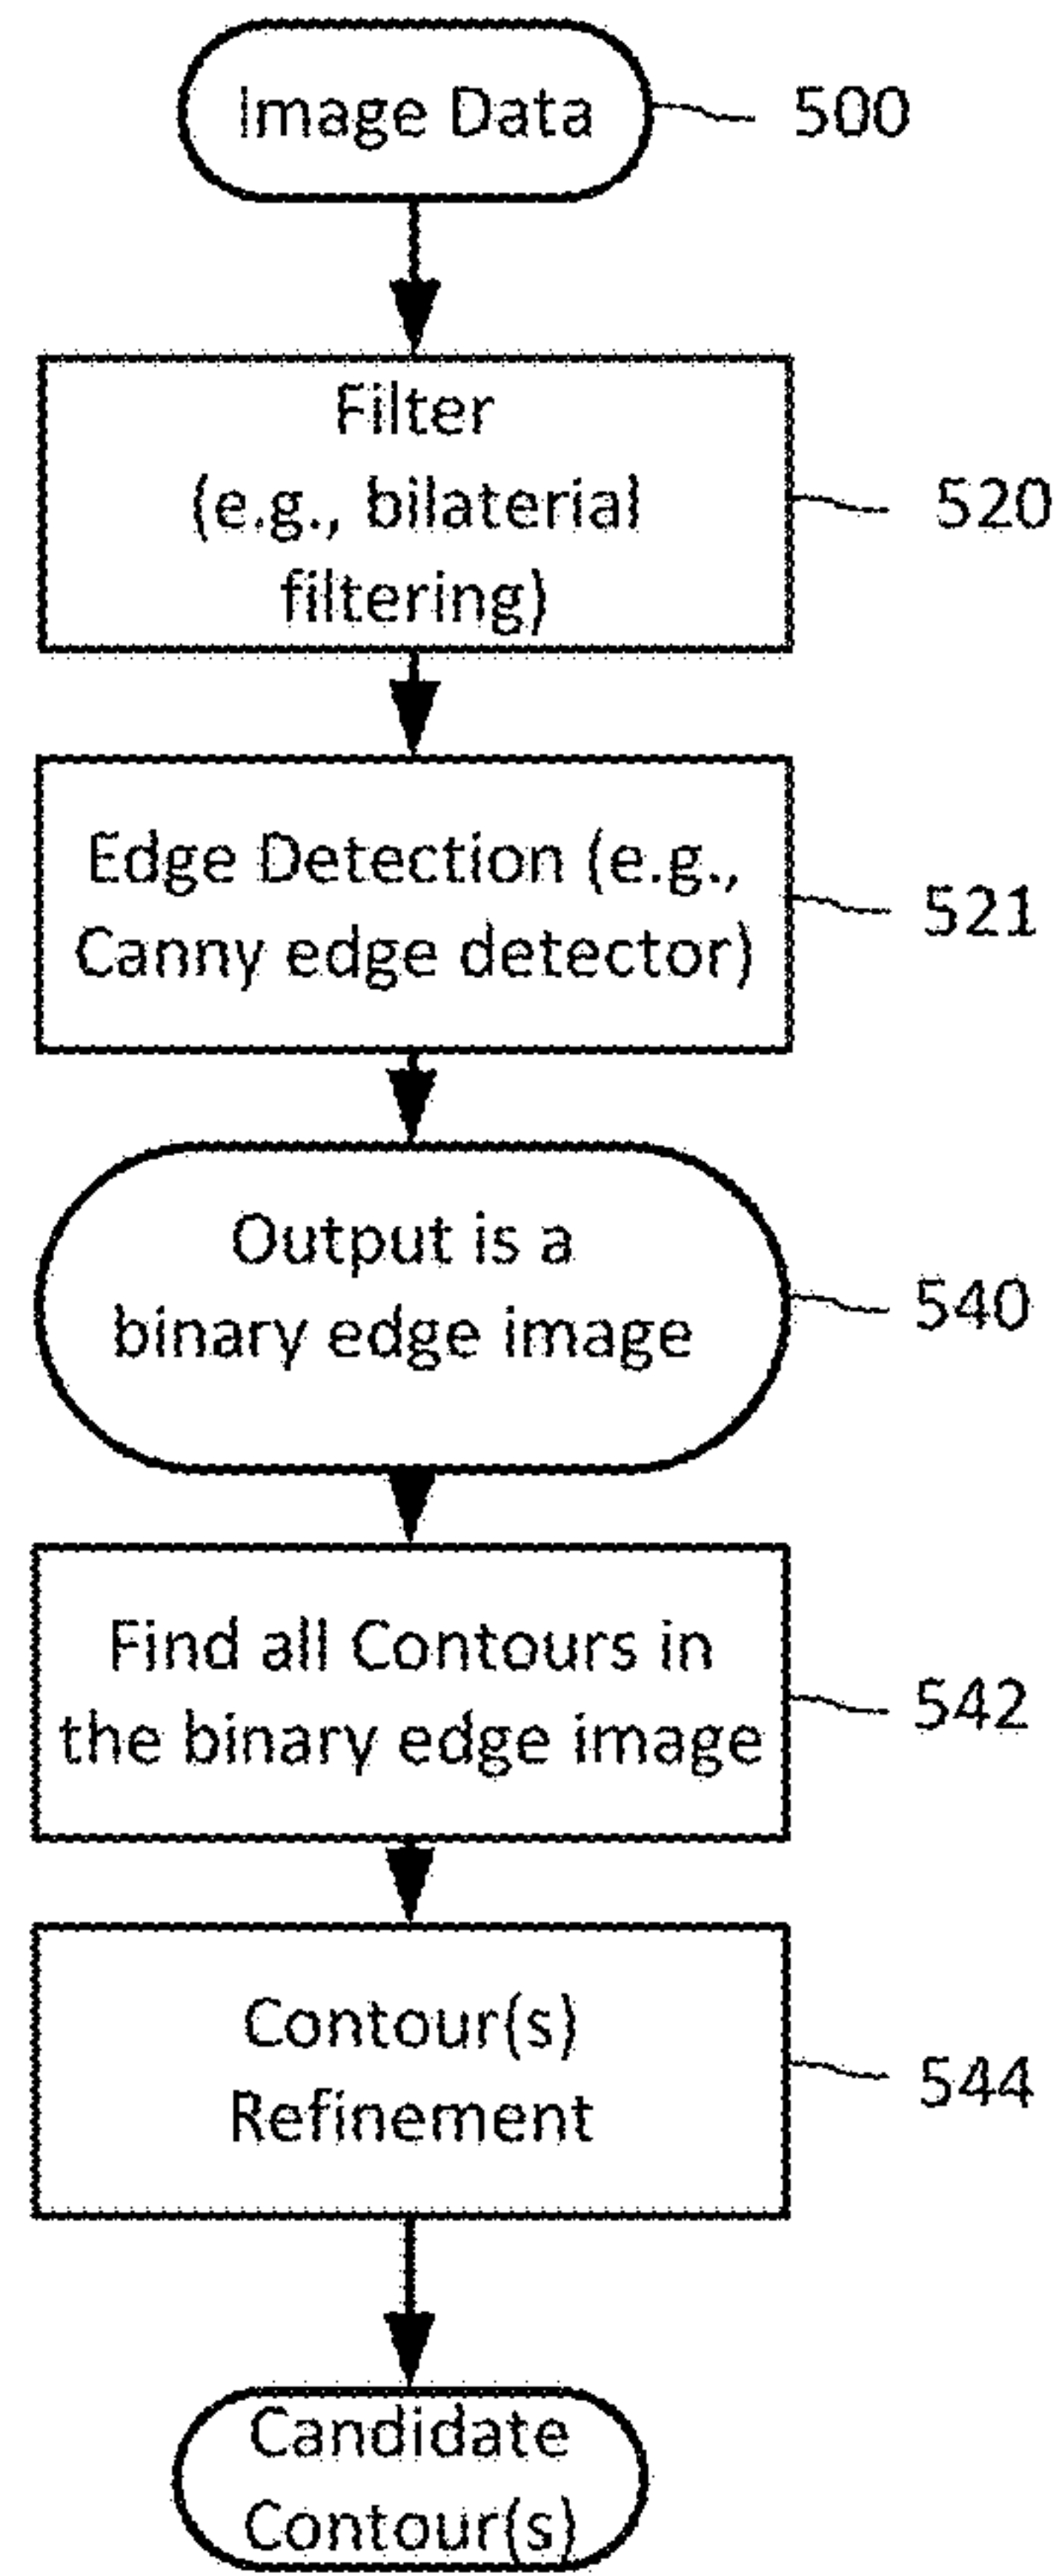 Image Data
500
Filter
(e.g., bilaterial
filtering)
520
Edge Detection (e.g.,
Canny edge detector)
521
Output is a
binary edge image
540
Find all Contours in
the binary edge image
542
Contour(s)
Refinement
544
Candidate
Contour(s)